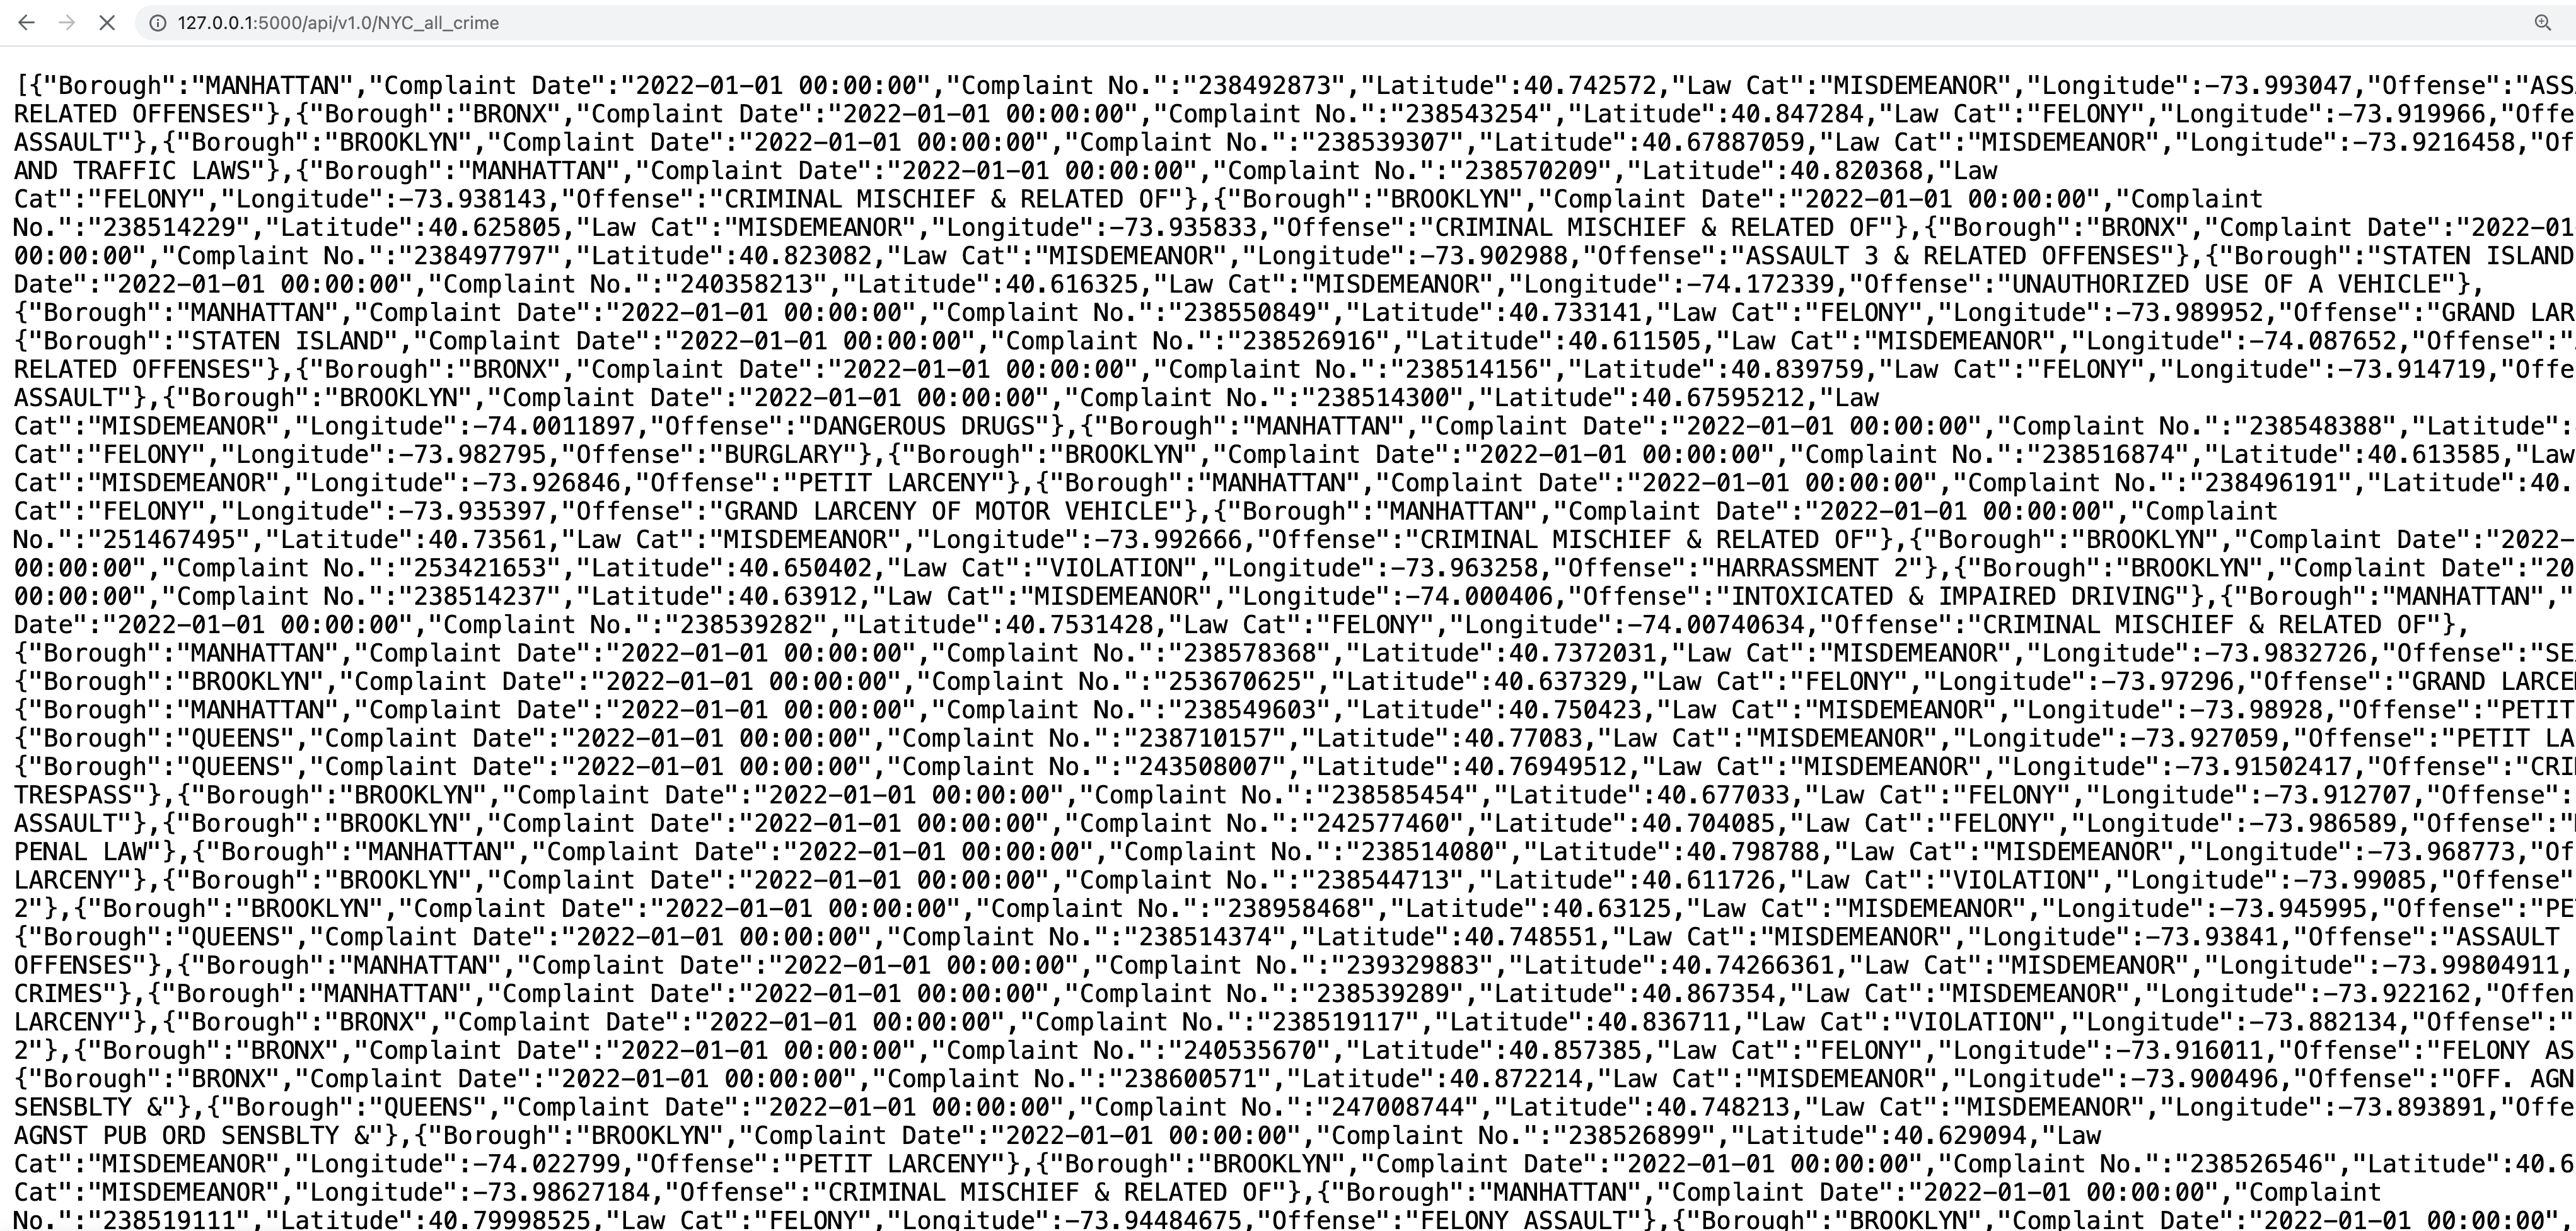 127.0.0.1:5000/api/v1.0/NYC_all_crime
[{"Borough":"MANHATTAN","Complaint Date":"2022-01-01 00:00:00","Complaint No.":"238492873","Latitude":40.742572,"Law Cat":"MISDEMEANOR","Longitude":-73.993047,"Offense":"ASS
RELATED OFFENSES"},{"Borough":"BRONX","Complaint Date":"2022-01-01 00:00:00","Complaint No.":"238543254","Latitude":40.847284,"Law Cat":"FELONY","Longitude":-73.919966,"Offe
ASSAULT"},{"Borough":"BROOKLYN","Complaint Date":"2022-01-01 00:00:00","Complaint No.":"238539307","Latitude":40.67887059,"Law Cat":"MISDEMEANOR","Longitude":-73.9216458,"Of
AND TRAFFIC LAWS"},{"Borough":"MANHATTAN","Complaint Date":"2022-01-01 00:00:00","Complaint No.":"238570209","Latitude":40.820368,"Law
Cat":"FELONY","Longitude":-73.938143,"Offense":"CRIMINAL MISCHIEF & RELATED OF"},{"Borough":"BROOKLYN","Complaint Date":"2022-01-01 00:00:00","Complaint
No.":"238514229","Latitude":40.625805,"Law Cat":"MISDEMEANOR","Longitude":-73.935833,"Offense":"CRIMINAL MISCHIEF & RELATED OF"},{"Borough":"BRONX","Complaint Date":"2022-01
00:00:00","Complaint No.":"238497797","Latitude":40.823082,"Law Cat":"MISDEMEANOR","Longitude":-73.902988,"Offense":"ASSAULT 3 & RELATED OFFENSES"},{"Borough":"STATEN ISLAND
Date":"2022-01-01 00:00:00","Complaint No.":"240358213","Latitude":40.616325,"Law Cat":"MISDEMEANOR","Longitude":-74.172339,"Offense":"UNAUTHORIZED USE OF A VEHICLE"},
{"Borough":"MANHATTAN","Complaint Date":"2022-01-01 00:00:00","Complaint No.":"238550849","Latitude":40.733141,"Law Cat":"FELONY","Longitude":-73.989952,"Offense":"GRAND LAR
{"Borough":"STATEN ISLAND","Complaint Date":"2022-01-01 00:00:00","Complaint No.":"238526916","Latitude":40.611505,"Law Cat":"MISDEMEANOR","Longitude":-74.087652,"Offense":"
RELATED OFFENSES"},{"Borough":"BRONX","Complaint Date":"2022-01-01 00:00:00","Complaint No.":"238514156","Latitude":40.839759,"Law Cat":"FELONY","Longitude":-73.914719,"Offe
ASSAULT"},{"Borough":"BROOKLYN","Complaint Date":"2022-01-01 00:00:00","Complaint No.":"238514300","Latitude":40.67595212,"Law
Cat":"MISDEMEANOR","Longitude":-74.0011897,"Offense":"DANGEROUS DRUGS"},{"Borough":"MANHATTAN","Complaint Date":"2022-01-01 00:00:00","Complaint No.":"238548388","Latitude":
Cat":"FELONY","Longitude":-73.982795,"Offense":"BURGLARY"},{"Borough":"BROOKLYN","Complaint Date":"2022-01-01 00:00:00","Complaint No.":"238516874","Latitude":40.613585,"Law
Cat":"MISDEMEANOR","Longitude":-73.926846,"Offense":"PETIT LARCENY"},{"Borough":"MANHATTAN","Complaint Date":"2022-01-01 00:00:00","Complaint No.":"238496191","Latitude":40.
Cat":"FELONY","Longitude":-73.935397,"Offense":"GRAND LARCENY OF MOTOR VEHICLE"},{"Borough":"MANHATTAN","Complaint Date":"2022-01-01 00:00:00","Complaint
No.":"251467495","Latitude":40.73561,"Law Cat":"MISDEMEANOR","Longitude":-73.992666,"Offense":"CRIMINAL MISCHIEF & RELATED OF"},{"Borough":"BROOKLYN","Complaint Date":"2022-
00:00:00","Complaint No.":"253421653","Latitude":40.650402,"Law Cat":"VIOLATION","Longitude":-73.963258,"Offense":"HARRASSMENT 2"},{"Borough":"BROOKLYN","Complaint Date":"20
00:00:00","Complaint No.":"238514237","Latitude":40.63912,"Law Cat":"MISDEMEANOR","Longitude":-74.000406,"Offense":"INTOXICATED & IMPAIRED DRIVING"},{"Borough":"MANHATTAN","
Date":"2022-01-01 00:00:00","Complaint No.":"238539282","Latitude":40.7531428,"Law Cat":"FELONY","Longitude":-74.00740634,"Offense":"CRIMINAL MISCHIEF & RELATED OF"},
{"Borough":"MANHATTAN","Complaint Date":"2022-01-01 00:00:00","Complaint No.":"238578368","Latitude":40.7372031,"Law Cat":"MISDEMEANOR","Longitude":-73.9832726,"Offense":"SE
{"Borough":"BROOKLYN","Complaint Date":"2022-01-01 00:00:00","Complaint No.":"253670625","Latitude":40.637329,"Law Cat":"FELONY","Longitude":-73.97296,"Offense":"GRAND LARCE
{"Borough":"MANHATTAN","Complaint Date":"2022-01-01 00:00:00","Complaint No.":"238549603","Latitude":40.750423,"Law Cat":"MISDEMEANOR","Longitude":-73.98928,"Offense":"PETIT
{"Borough":"QUEENS","Complaint Date":"2022-01-01 00:00:00","Complaint No.":"238710157","Latitude":40.77083,"Law Cat":"MISDEMEANOR","Longitude":-73.927059,"Offense":"PETIT LA
{"Borough":"QUEENS","Complaint Date":"2022-01-01 00:00:00","Complaint No.":"243508007","Latitude":40.76949512,"Law Cat":"MISDEMEANOR","Longitude":-73.91502417,"Offense":"CRI
TRESPASS"},{"Borough":"BROOKLYN","Complaint Date":"2022-01-01 00:00:00","Complaint No.":"238585454","Latitude":40.677033,"Law Cat":"FELONY","Longitude":-73.912707,"Offense":
ASSAULT"},{"Borough":"BROOKLYN","Complaint Date":"2022-01-01 00:00:00","Complaint No.":"242577460","Latitude":40.704085,"Law Cat":"FELONY","Longitude":-73.986589,"Offense":"
PENAL LAW"},{"Borough":"MANHATTAN","Complaint Date":"2022-01-01 00:00:00","Complaint No.":"238514080","Latitude":40.798788,"Law Cat":"MISDEMEANOR","Longitude":-73.968773,"Of
LARCENY"},{"Borough":"BROOKLYN","Complaint Date":"2022-01-01 00:00:00","Complaint No.":"238544713","Latitude":40.611726,"Law Cat":"VIOLATION","Longitude":-73.99085,"Offense"
2"},{"Borough":"BROOKLYN","Complaint Date":"2022-01-01 00:00:00","Complaint No.":"238958468","Latitude":40.63125,"Law Cat":"MISDEMEANOR","Longitude":-73.945995,"Offense":"PE
{"Borough":"QUEENS","Complaint Date":"2022-01-01 00:00:00","Complaint No.":"238514374","Latitude":40.748551,"Law Cat":"MISDEMEANOR","Longitude":-73.93841,"Offense":"ASSAULT
OFFENSES"},{"Borough":"MANHATTAN","Complaint Date":"2022-01-01 00:00:00","Complaint No.":"239329883","Latitude":40.74266361,"Law Cat":"MISDEMEANOR","Longitude":-73.99804911,
CRIMES"},{"Borough":"MANHATTAN","Complaint Date":"2022-01-01 00:00:00","Complaint No.":"238539289","Latitude":40.867354,"Law Cat":"MISDEMEANOR","Longitude":-73.922162,"Offen
LARCENY"},{"Borough":"BRONX","Complaint Date":"2022-01-01 00:00:00","Complaint No.":"238519117","Latitude":40.836711,"Law Cat":"VIOLATION","Longitude":-73.882134,"Offense":"
2"},{"Borough":"BRONX","Complaint Date":"2022-01-01 00:00:00","Complaint No.":"240535670","Latitude":40.857385,"Law Cat":"FELONY","Longitude":-73.916011,"Offense":"FELONY AS
{"Borough":"BRONX","Complaint Date":"2022-01-01 00:00:00","Complaint No.":"238600571","Latitude":40.872214,"Law Cat":"MISDEMEANOR","Longitude":-73.900496,"Offense":"OFF. AGN
SENSBLTY &"},{"Borough":"QUEENS","Complaint Date":"2022-01-01 00:00:00","Complaint No.":"247008744","Latitude":40.748213,"Law Cat":"MISDEMEANOR","Longitude":-73.893891,"Offe
AGNST PUB ORD SENSBLTY &"},{"Borough":"BROOKLYN","Complaint Date":"2022-01-01 00:00:00","Complaint No.":"238526899","Latitude":40.629094,"Law
Cat":"MISDEMEANOR","Longitude":-74.022799,"Offense":"PETIT LARCENY"},{"Borough":"BROOKLYN","Complaint Date":"2022-01-01 00:00:00","Complaint No.":"238526546","Latitude":40.6
Cat":"MISDEMEANOR","Longitude":-73.98627184,"Offense":"CRIMINAL MISCHIEF & RELATED OF"},{"Borough":"MANHATTAN","Complaint Date":"2022-01-01 00:00:00","Complaint
No.":"238519111","Latitude":40.79998525,"Law Cat":"FELONY","Longitude":-73.94484675,"Offense":"FELONY ASSAULT"},{"Borough":"BROOKLYN","Complaint Date":"2022-01-01 00:00:00"